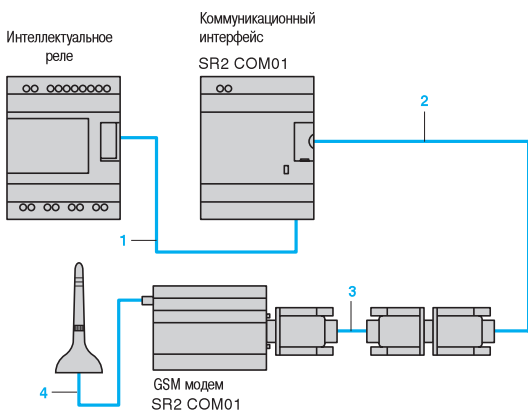 Интеллектуальное
реле
Коммуникационный
интерфейс
SR2 COM01
2
1
3
4
GSM модем
SR2 COM01